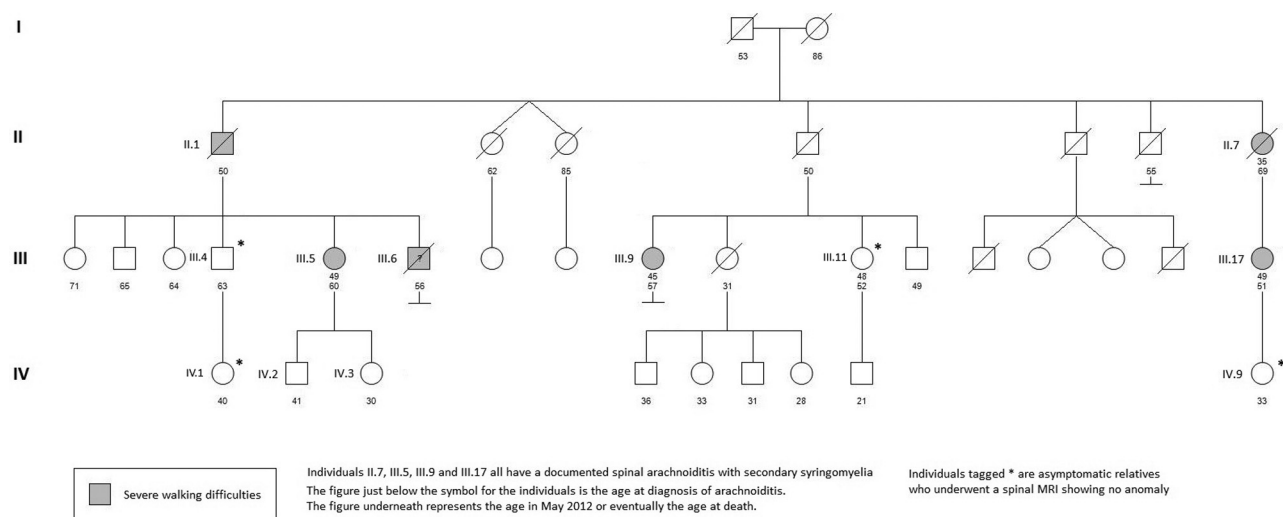 I
53 86
II
II.1 II.7
35
50 62 85 50 55 69
III
* *
III.4 III.5 III.6 ? III.9 III.11 III.17
49 45 48 49
71 65 64 63 60 56 57 31 52 49 51
IV
* *
IV.1 IV.2 IV.3 IV.9
40 41 30 36 33 31 28 21 33
Severe walking difficulties
Individuals II.7, III.5, III.9 and III.17 all have a documented spinal arachnoiditis with secondary syringomyelia
The figure just below the symbol for the individuals is the age at diagnosis of arachnoiditis.
The figure underneath represents the age in May 2012 or eventually the age at death.
Individuals tagged * are asymptomatic relatives
who underwent a spinal MRI showing no anomaly